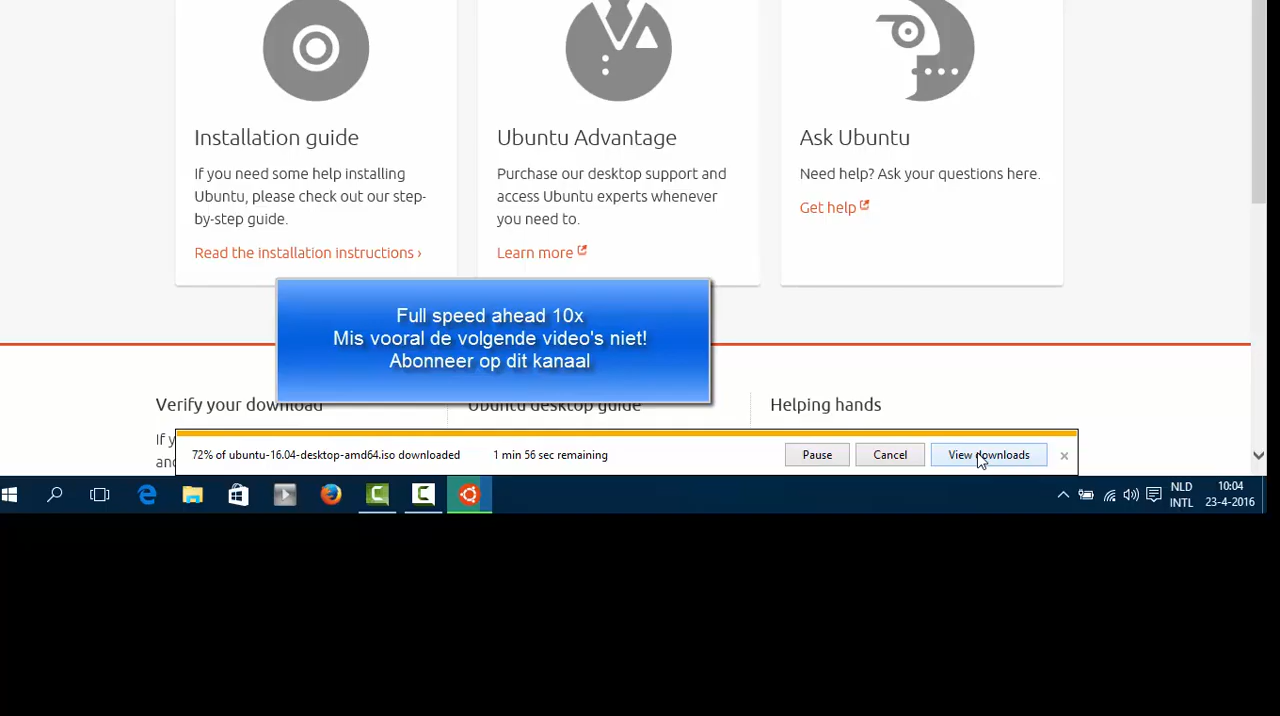 Installation guide
If you need some help installing
Ubuntu, please check out our step-
by-step guide.
Read the installation instructions ›
Ubuntu Advantage
Purchase our desktop support and
access Ubuntu experts whenever
you need to.
Learn more
Ask Ubuntu
Need help? Ask your questions here.
Get help
Full speed ahead 10x
Mis vooral de volgende video's niet!
Abonneer op dit kanaal
Verify your download
Ubuntu desktop guide
Helping hands
72% of ubuntu-16.04-desktop-amd64.iso downloaded
1 min 56 sec remaining
Pause
Cancel
View downloads
NLD
INTL
10:04
23-4-2016